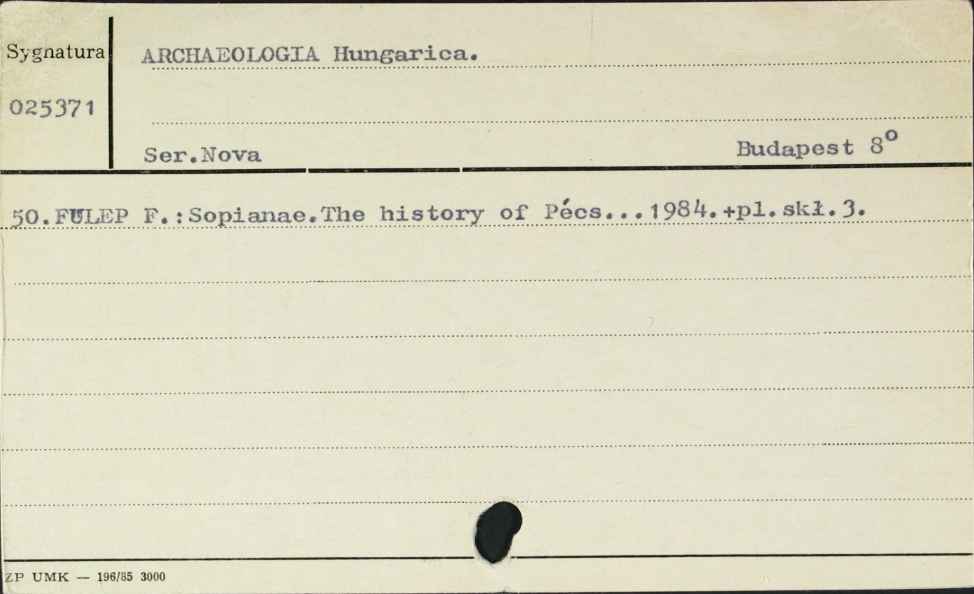 Sygnatura
ARCHAEOLOGIA Hungarica.
025371
Ser.Nova Budapest 8º
50.FÜLEP F.:Sopianae.The history of Pécs...1984.+pl.skł.3.
ZP UMK — 196/85 3000